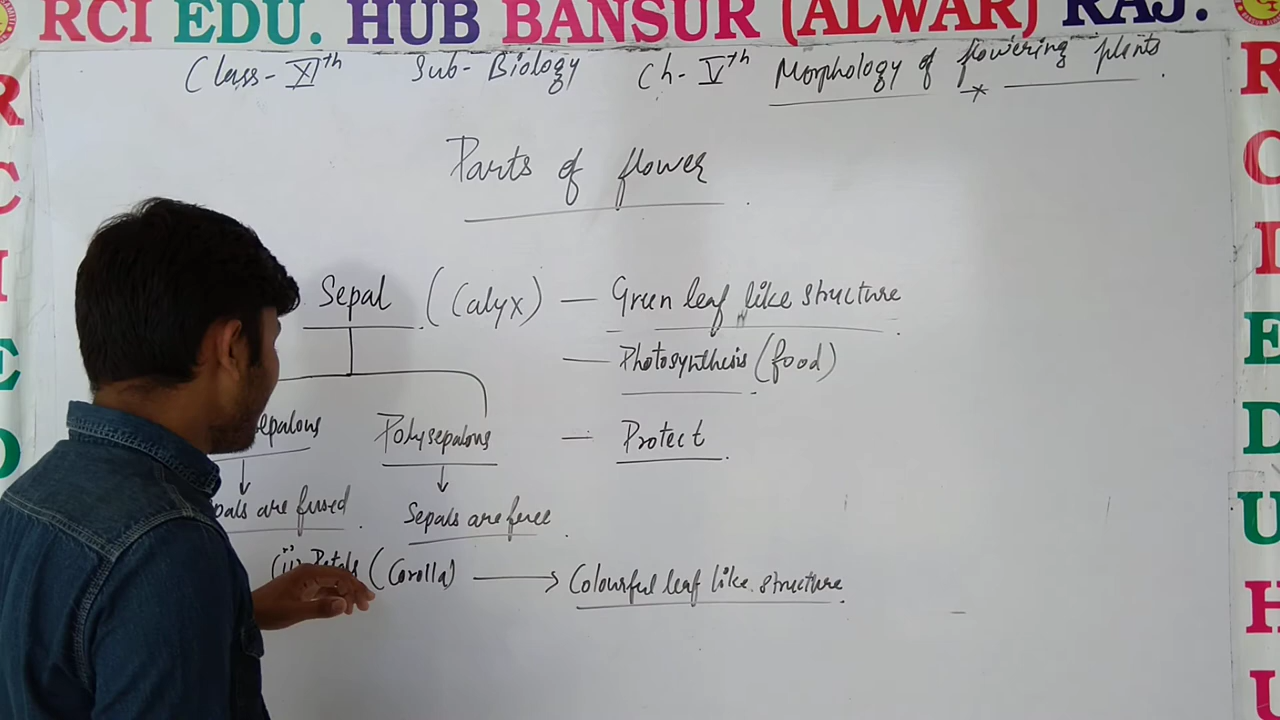 RCI EDU. HUB BANSUR (ALWAR) RAJ.
Class-XIth Sub-Biology Ch-Vth Morphology of flowering plants
Parts of flower
Sepal (Calyx) — Green leaf like structure
— Photosynthesis (food)
sepalous Polysepalous — Protect
pals are fused Sepals are free
(ii) Petals (Corolla) → Colourful leaf like structure
R
C
E
D
R
C
I
E
D
U
H
U